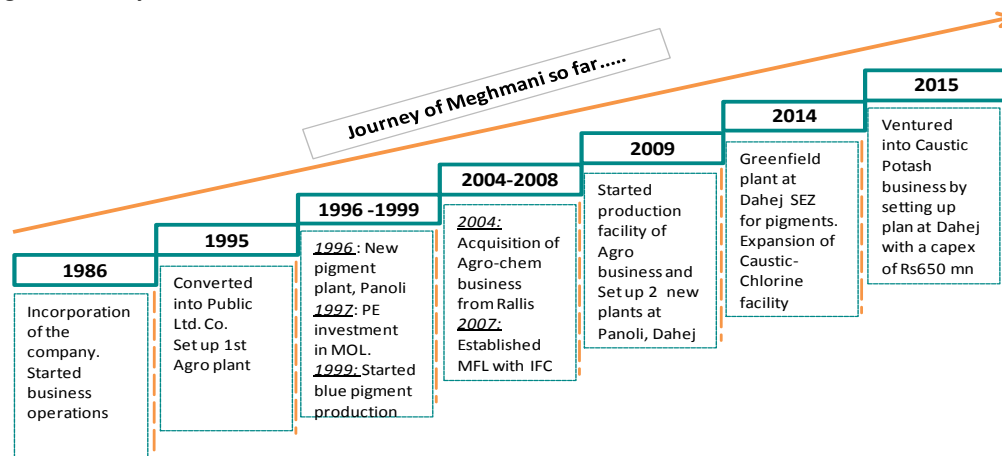 Journey of Meghmani so far.....
1986
Incorporation
of the
company.
Started
business
operations
1995
Converted
into Public
Ltd. Co.
Set up 1st
Agro plant
1996 -1999
1996 : New
pigment
plant, Panoli
1997: PE
investment
in MOL.
1999: Started
blue pigment
production
2004-2008
2004:
Acquisition of
Agro-chem
business
from Rallis
2007:
Established
MFL with IFC
2009
Started
production
facility of
Agro
business and
Set up 2 new
plants at
Panoli, Dahej
2014
Greenfield
plant at
Dahej SEZ
for pigments.
Expansion of
Caustic-
Chlorine
facility
2015
Ventured
into Caustic
Potash
business by
setting up
plan at Dahej
with a capex
of Rs650 mn